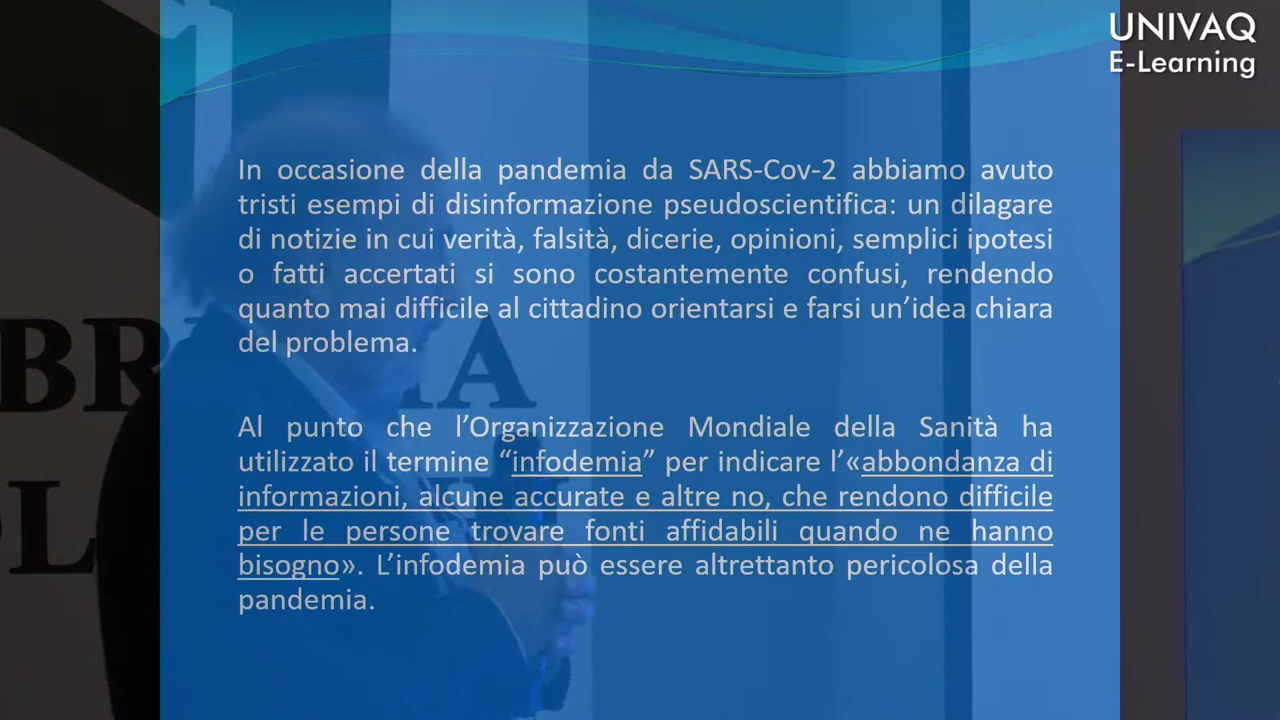 UNIVAQ
E-Learning
In occasione della pandemia da SARS-Cov-2 abbiamo avuto
tristi esempi di disinformazione pseudoscientifica: un dilagare
di notizie in cui verità, falsità, dicerie, opinioni, semplici ipotesi
o fatti accertati si sono costantemente confusi, rendendo
quanto mai difficile al cittadino orientarsi e farsi un’idea chiara
del problema.
Al punto che l’Organizzazione Mondiale della Sanità ha
utilizzato il termine “infodemia” per indicare l’«abbondanza di
informazioni, alcune accurate e altre no, che rendono difficile
per le persone trovare fonti affidabili quando ne hanno
bisogno». L’infodemia può essere altrettanto pericolosa della
pandemia.